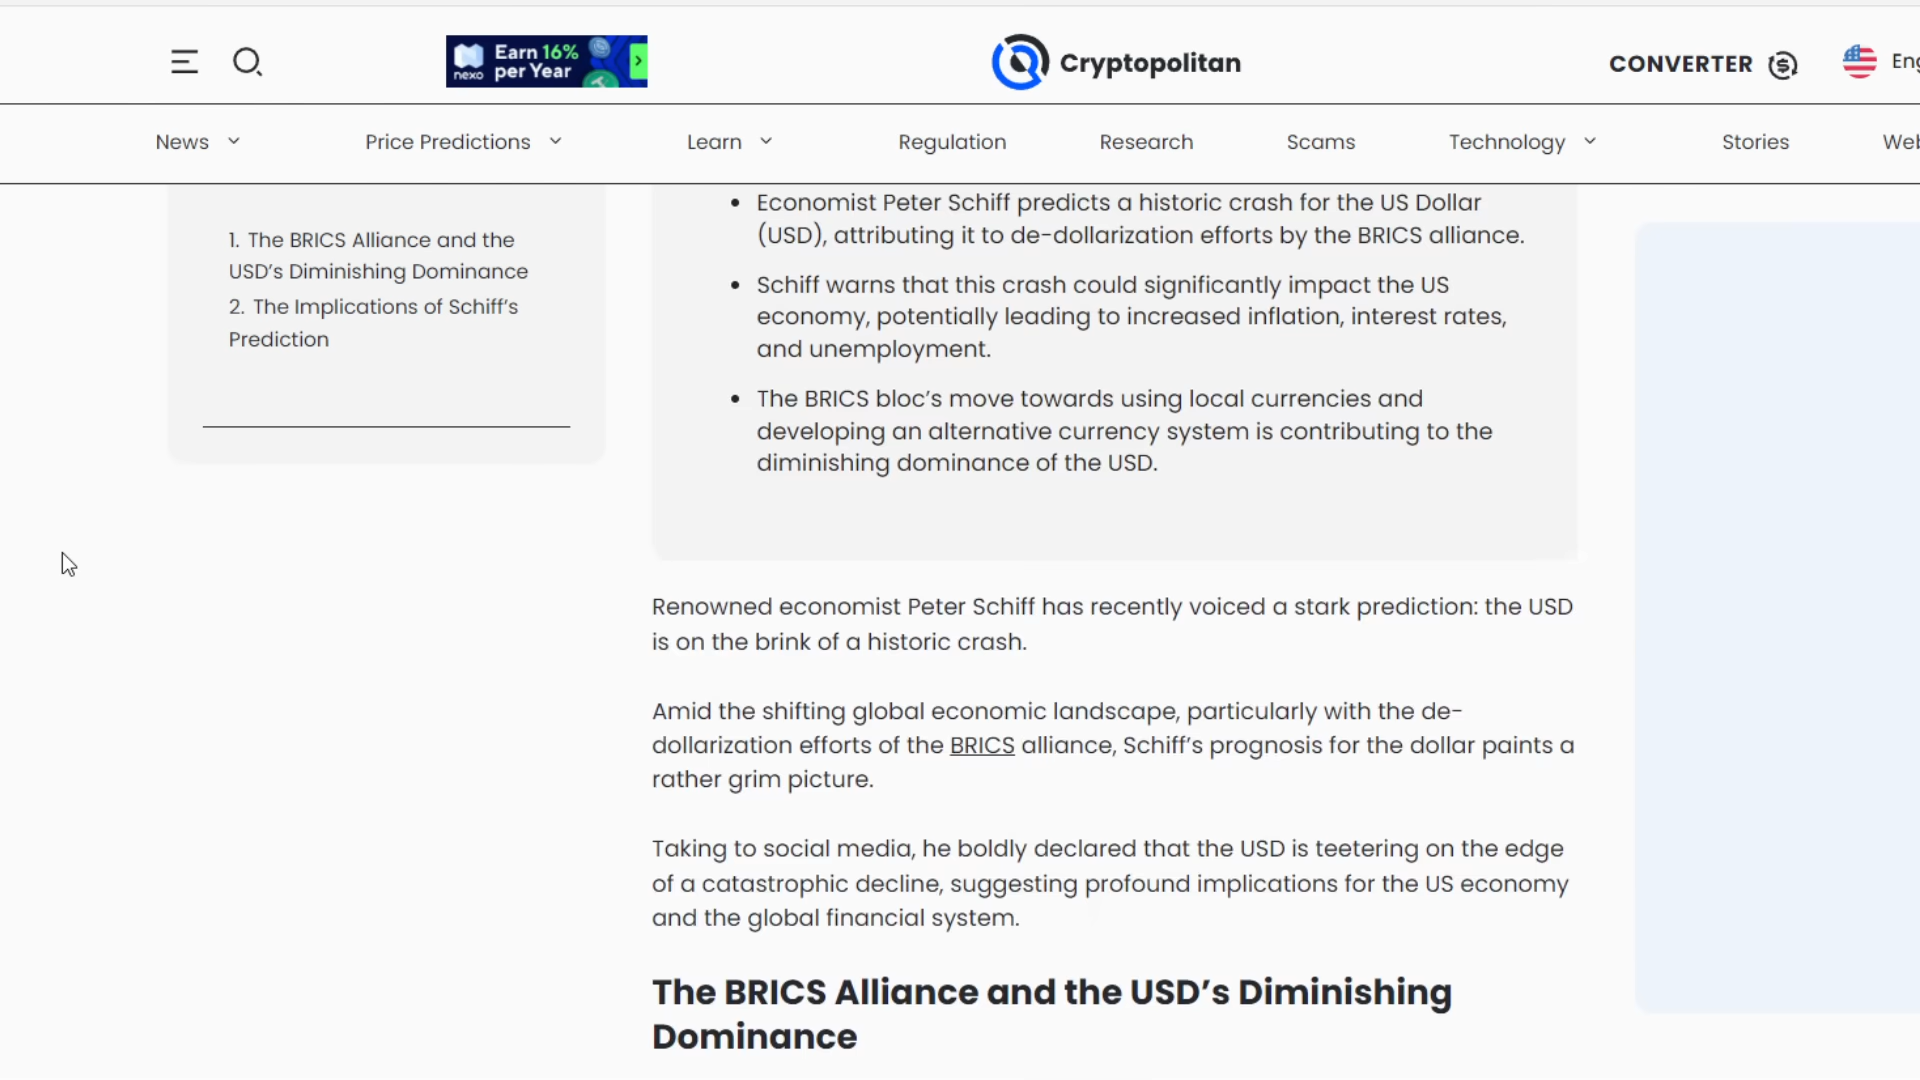 nexo
Earn 16%
per Year
Cryptopolitan
CONVERTER
News
Price Predictions
Learn
Regulation
Research
Scams
Technology
Stories
1. The BRICS Alliance and the
USD's Diminishing Dominance
2. The Implications of Schiff's
Prediction
• Economist Peter Schiff predicts a historic crash for the US Dollar
(USD), attributing it to de-dollarization efforts by the BRICS alliance.
• Schiff warns that this crash could significantly impact the US
economy, potentially leading to increased inflation, interest rates,
and unemployment.
• The BRICS bloc's move towards using local currencies and
developing an alternative currency system is contributing to the
diminishing dominance of the USD.
Renowned economist Peter Schiff has recently voiced a stark prediction: the USD
is on the brink of a historic crash.
Amid the shifting global economic landscape, particularly with the de-
dollarization efforts of the BRICS alliance, Schiff's prognosis for the dollar paints a
rather grim picture.
Taking to social media, he boldly declared that the USD is teetering on the edge
of a catastrophic decline, suggesting profound implications for the US economy
and the global financial system.
The BRICS Alliance and the USD's Diminishing
Dominance